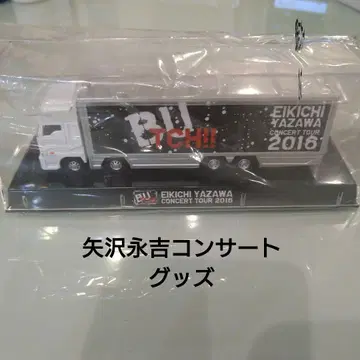 BU
TCH!!
EIKICHI
YAZAWA
CONCERT TOUR
2016
BU
EIKICHI YAZAWA
CONCERT TOUR 2016
矢沢永吉コンサート
グッズ